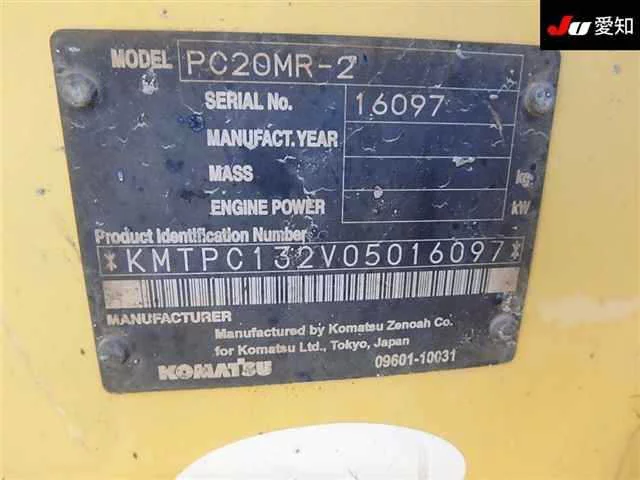 JU 愛知
MODEL PC20MR-2
SERIAL No. 16097
MANUFACT. YEAR
MASS kg
ENGINE POWER kW
Product Identification Number
*KMTPC132V05016097*
MANUFACTURER
Manufactured by Komatsu Zenoah Co.
for Komatsu Ltd., Tokyo, Japan
KOMATSU 09601-10031